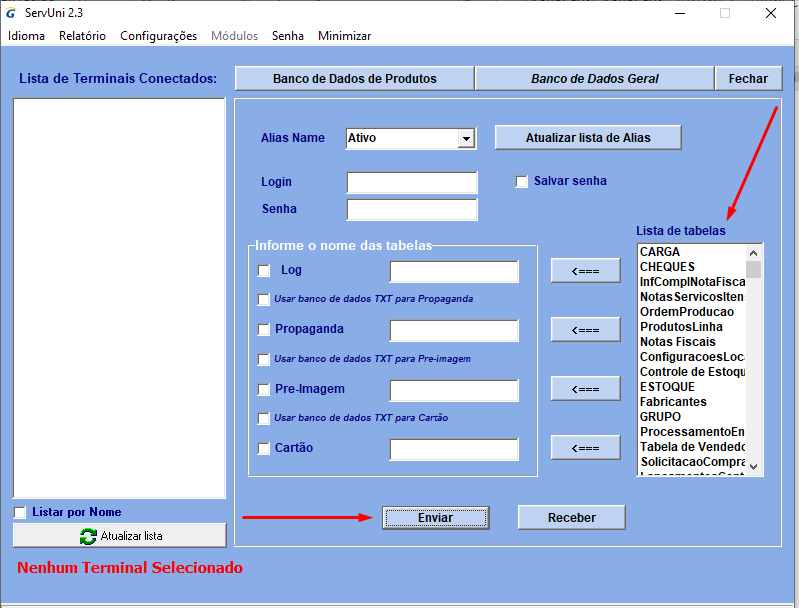 ServUni 2.3
Idioma Relatório Configurações Módulos Senha Minimizar
Lista de Terminais Conectados:
Banco de Dados de Produtos
Banco de Dados Geral
Fechar
Alias Name
Ativo
Atualizar lista de Alias
Login
Salvar senha
Senha
Lista de tabelas
Informe o nome das tabelas
Log
<===
Usar banco de dados TXT para Propaganda
Propaganda
<===
Usar banco de dados TXT para Pre-imagem
Pre-Imagem
<===
Usar banco de dados TXT para Cartão
Cartão
<===
CARGA
CHEQUES
InfComplNotaFisca
NotasServicosItens
OrdemProducao
ProdutosLinha
Notas Fiscais
ConfiguracoesLoca
Controle de Estoqu
ESTOQUE
Fabricantes
GRUPO
ProcessamentoEn
Tabela de Vendedo
SolicitacaoCompra
Enviar
Receber
Listar por Nome
Atualizar lista
Nenhum Terminal Selecionado